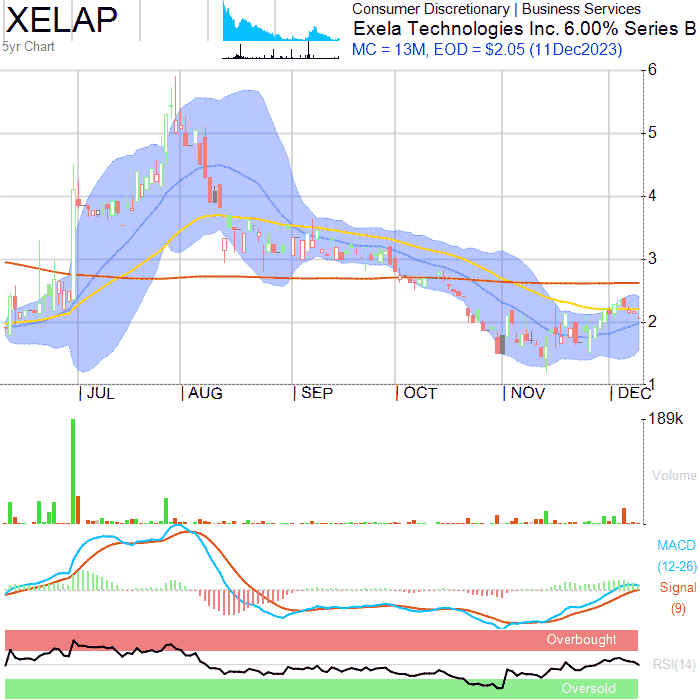 XELAP
5yr Chart
Consumer Discretionary | Business Services
Exela Technologies Inc. 6.00% Series B
MC = 13M, EOD = $2.05 (11Dec2023)
6
5
4
3
2
1
JUL AUG SEP OCT NOV DEC
189k
Volume
MACD
(12-26)
Signal
(9)
Overbought
RSI(14)
Oversold